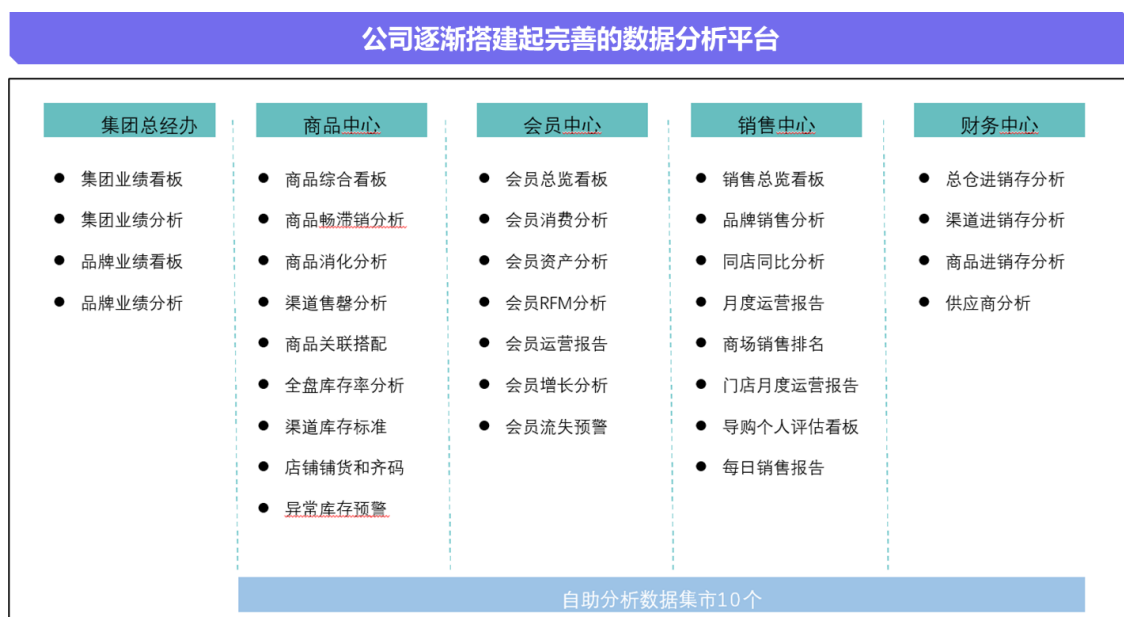 公司逐渐搭建起完善的数据分析平台
集团总经办
集团业绩看板
集团业绩分析
品牌业绩看板
品牌业绩分析
商品中心
商品综合看板
商品畅滞销分析
商品消化分析
渠道售罄分析
商品关联搭配
全盘库存率分析
渠道库存标准
店铺铺货和齐码
异常库存预警
会员中心
会员总览看板
会员消费分析
会员资产分析
会员RFM分析
会员运营报告
会员增长分析
会员流失预警
销售中心
销售总览看板
品牌销售分析
同店同比分析
月度运营报告
商场销售排名
门店月度运营报告
导购个人评估看板
每日销售报告
财务中心
总仓进销存分析
渠道进销存分析
商品进销存分析
供应商分析
自助分析数据集市10个